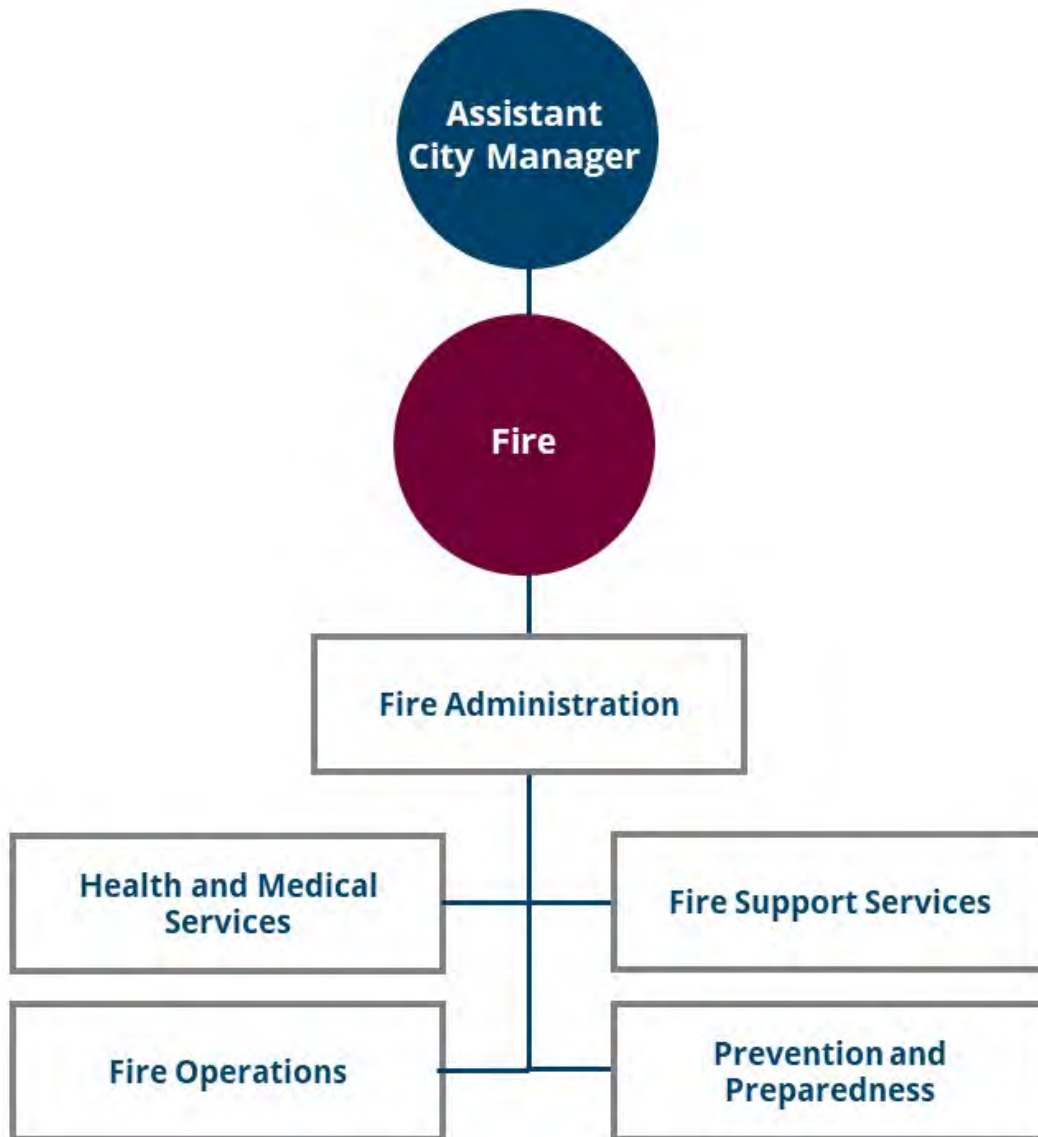 Assistant
City Manager
Fire
Fire Administration
Health and Medical
Services
Fire Support Services
Fire Operations
Prevention and
Preparedness